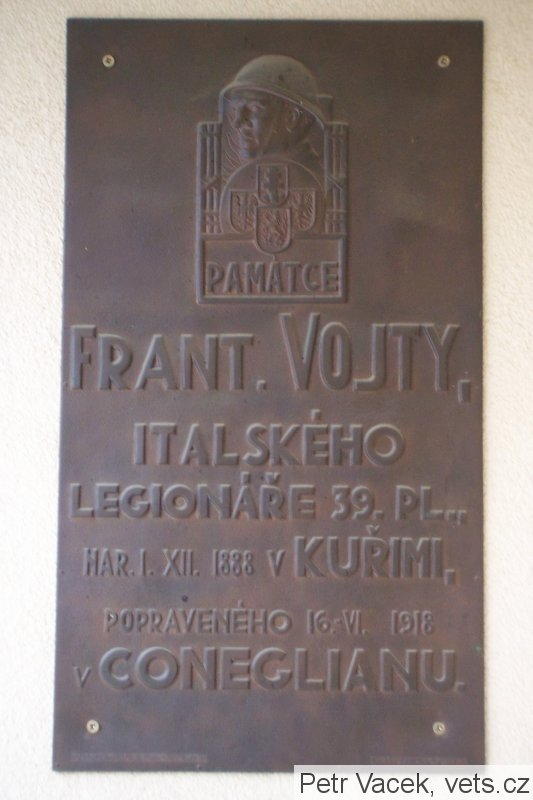 PAMÁTCE
FRANT. VOJTY,
ITALSKÉHO
LEGIONÁŘE 39. PL.,
NAR. I. XII. 1888 V KUŘIMI,
POPRAVENÉHO 16.-VI. 1918
V CONEGLIANU.
Petr Vacek, vets.cz